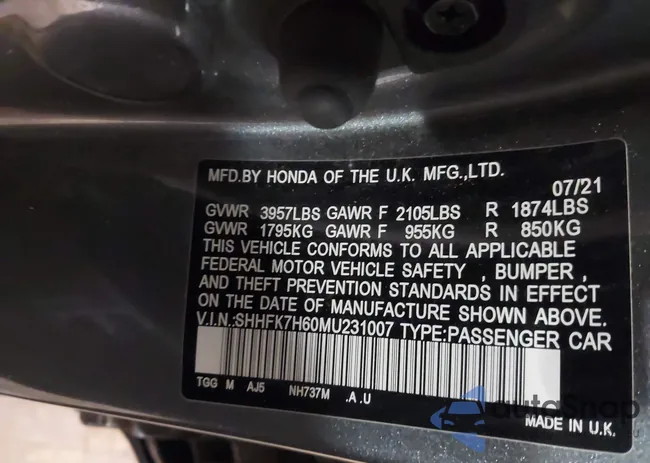 MFD.BY HONDA OF THE U.K. MFG.,LTD.
07/21
GVWR 3957LBS GAWR F 2105LBS R 1874LBS
GVWR 1795KG GAWR F 955KG R 850KG
THIS VEHICLE CONFORMS TO ALL APPLICABLE
FEDERAL MOTOR VEHICLE SAFETY , BUMPER ,
AND THEFT PREVENTION STANDARDS IN EFFECT
ON THE DATE OF MANUFACTURE SHOWN ABOVE.
V.I.N.:SHHFK7H60MU231007 TYPE:PASSENGER CAR
TGG M AJ5 NH737M .A .U
autoSnap
MADE IN U.K.